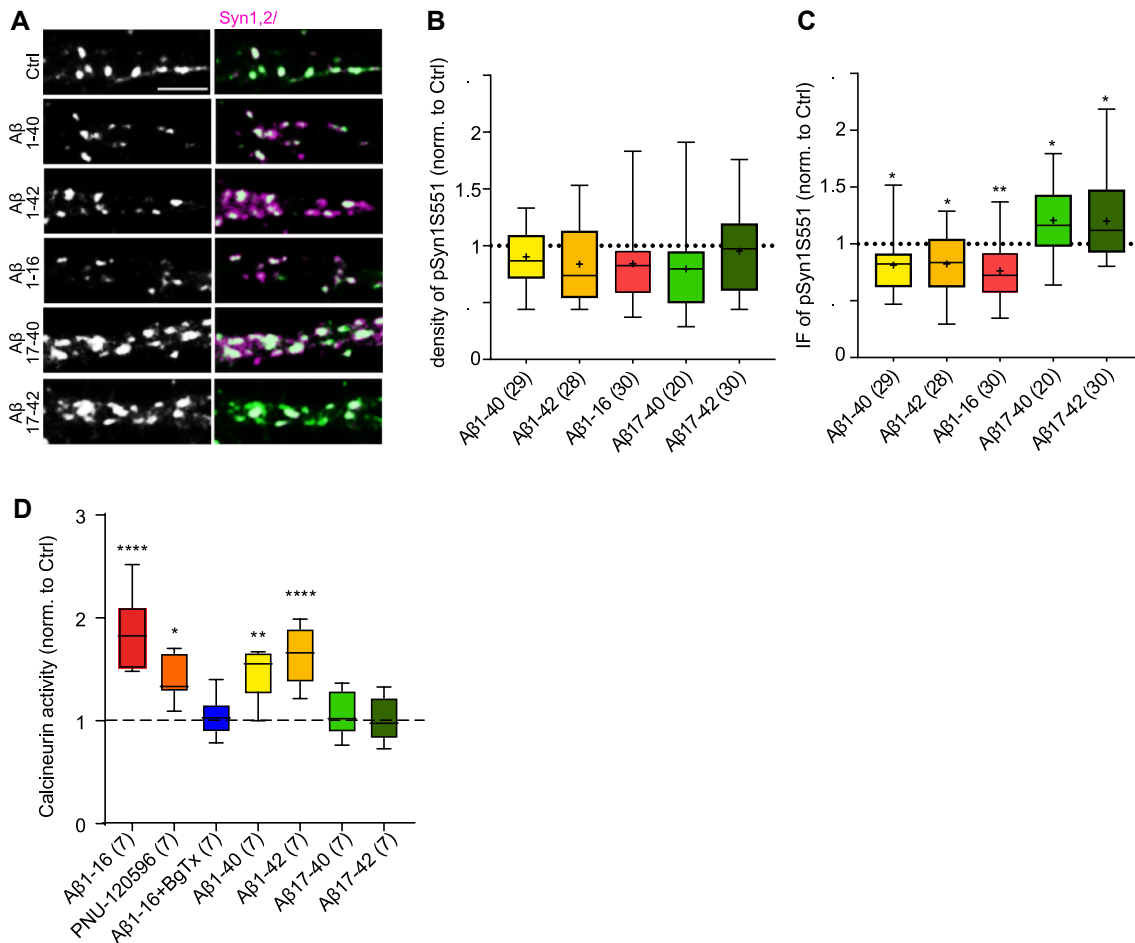 A
Syn1,2/
Ctrl
Aβ
1-40
Aβ
1-42
Aβ
1-16
Aβ
17-40
Aβ
17-42
B
density of pSyn1S551 (norm. to Ctrl)
2
1.5
1
0
Aβ1-40 (29)
Aβ1-42 (28)
Aβ1-16 (30)
Aβ17-40 (20)
Aβ17-42 (30)
C
IF of pSyn1S551 (norm. to Ctrl)
2
1.5
1
0
*
*
**
*
*
Aβ1-40 (29)
Aβ1-42 (28)
Aβ1-16 (30)
Aβ17-40 (20)
Aβ17-42 (30)
D
Calcineurin activity (norm. to Ctrl)
3
2
1
0
****
*
**
****
Aβ1-16 (7)
PNU-120596 (7)
Aβ1-16+BgTx (7)
Aβ1-40 (7)
Aβ1-42 (7)
Aβ17-40 (7)
Aβ17-42 (7)